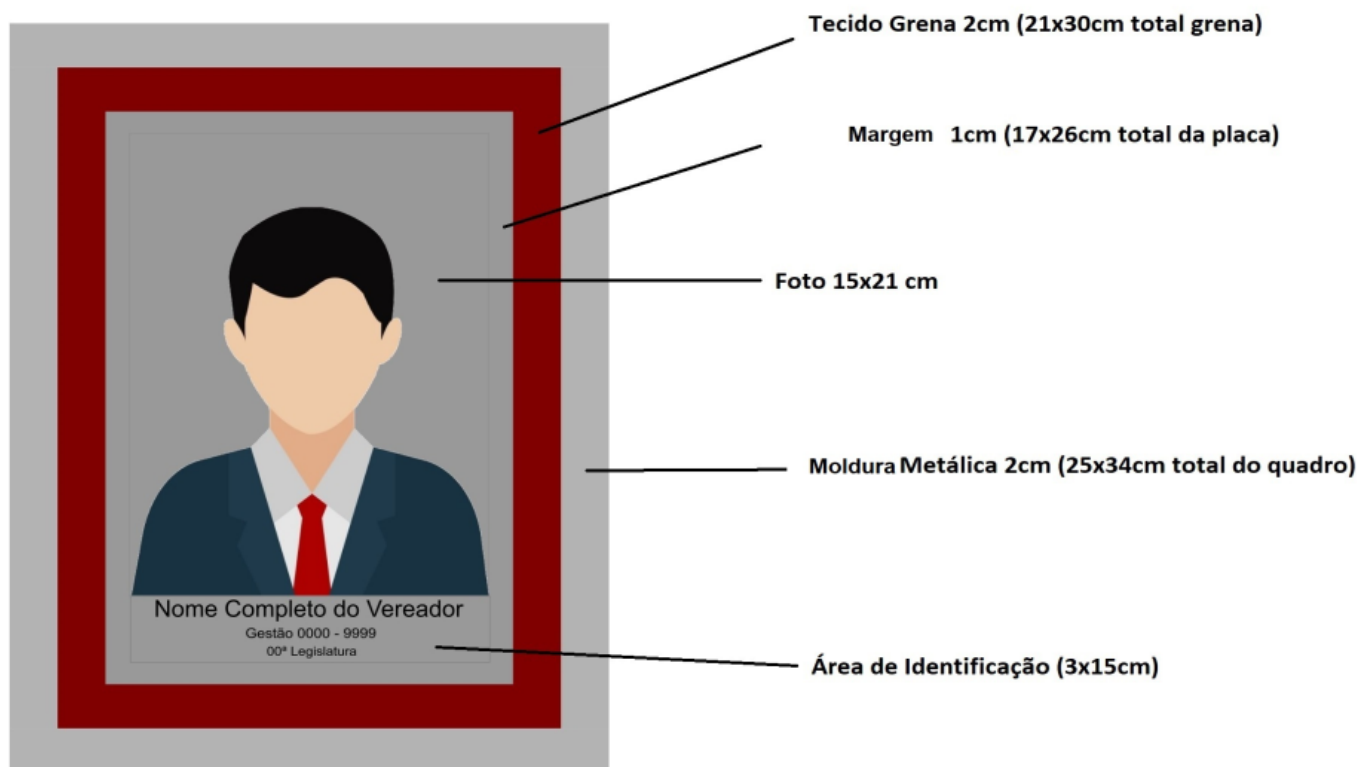 Tecido Grena 2cm (21x30cm total grena)
Margem 1cm (17x26cm total da placa)
Foto 15x21 cm
Moldura Metálica 2cm (25x34cm total do quadro)
Nome Completo do Vereador
Gestão 0000 - 9999
00ª Legislatura
Área de Identificação (3x15cm)